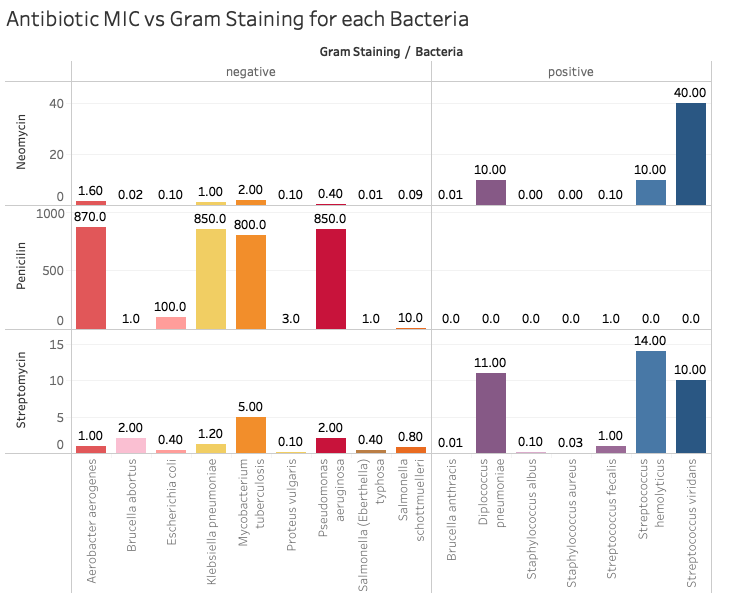 Antibiotic MIC vs Gram Staining for each Bacteria
Gram Staining / Bacteria
negative
positive
Neomycin
40
20
0
1.60
0.02
0.10
1.00
2.00
0.10
0.40
0.01
0.09
0.01
10.00
0.00
0.00
0.10
10.00
40.00
Penicilin
1000
500
0
870.0
1.0
100.0
850.0
800.0
3.0
850.0
1.0
10.0
0.0
0.0
0.0
0.0
1.0
0.0
0.0
Streptomycin
15
10
5
0
1.00
2.00
0.40
1.20
5.00
0.10
2.00
0.40
0.80
0.01
11.00
0.10
0.03
1.00
14.00
10.00
Aerobacter aerogenes
Brucella abortus
Escherichia coli
Klebsiella pneumoniae
Mycobacterium
tuberculosis
Proteus vulgaris
Pseudomonas
aeruginosa
Salmonella (Eberthella)
typhosa
Salmonella
schottmuelleri
Brucella anthracis
Diplococcus
pneumoniae
Staphylococcus albus
Staphylococcus aureus
Streptococcus fecalis
Streptococcus
hemolyticus
Streptococcus viridans